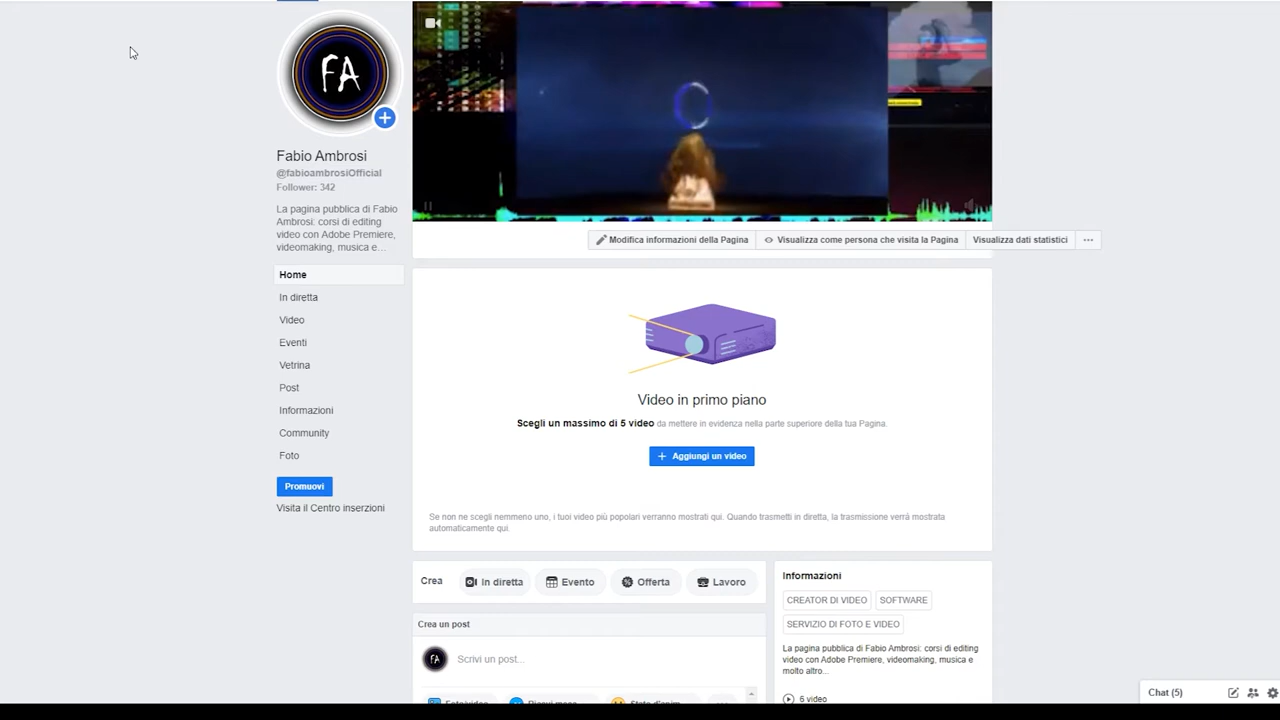 FA
Fabio Ambrosi
@fabioambrosiOfficial
Follower: 342
La pagina pubblica di Fabio
Ambrosi: corsi di editing
video con Adobe Premiere,
videomaking, musica e...
Home
In diretta
Video
Eventi
Vetrina
Post
Informazioni
Community
Foto
Promuovi
Visita il Centro inserzioni
Modifica informazioni della Pagina
Visualizza come persona che visita la Pagina
Visualizza dati statistici
Video in primo piano
Scegli un massimo di 5 video da mettere in evidenza nella parte superiore della tua Pagina.
+ Aggiungi un video
Se non ne scegli nemmeno uno, i tuoi video più popolari verranno mostrati qui. Quando trasmetti in diretta, la trasmissione verrà mostrata
automaticamente qui.
Crea
In diretta
Evento
Offerta
Lavoro
Crea un post
FA
Scrivi un post...
Informazioni
CREATOR DI VIDEO
SOFTWARE
SERVIZIO DI FOTO E VIDEO
La pagina pubblica di Fabio Ambrosi: corsi di editing
video con Adobe Premiere, videomaking, musica e
molto altro...
6 video
Chat (5)